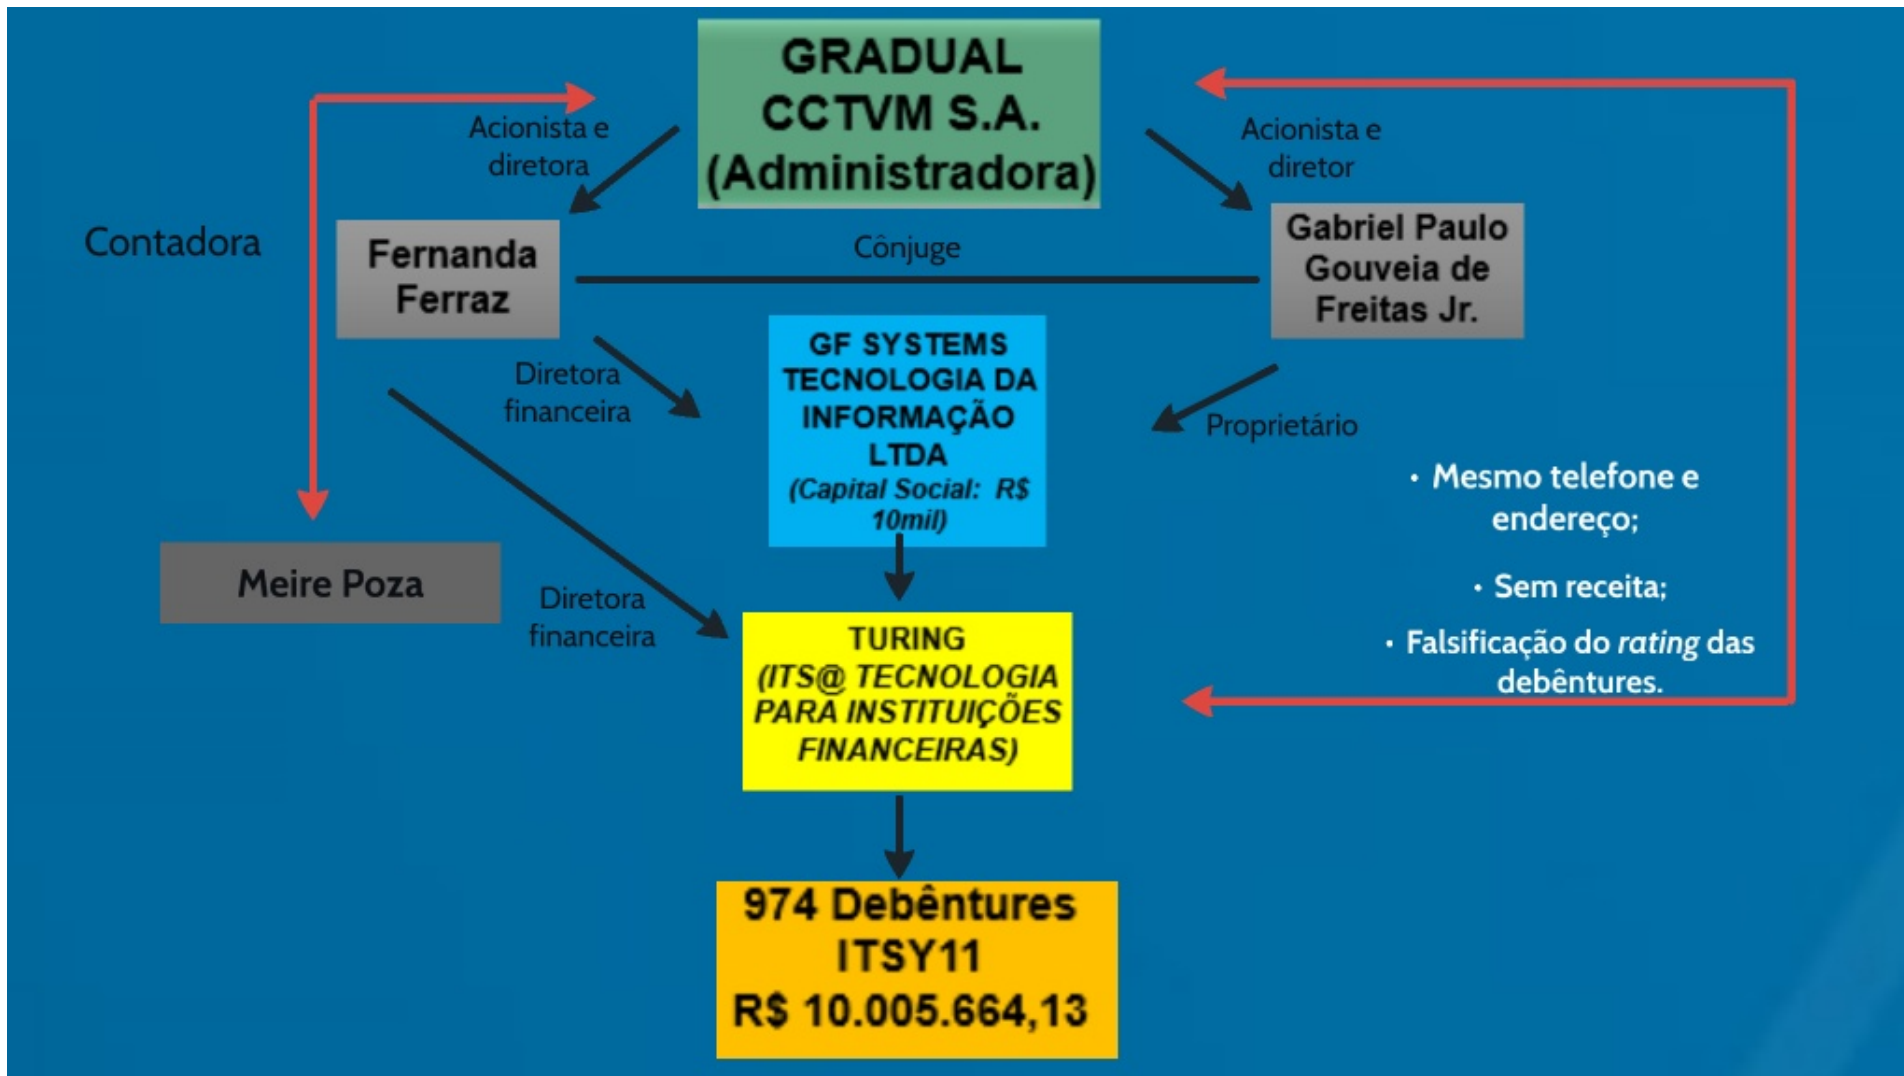 GRADUAL
CCTVM S.A.
(Administradora)
Acionista e
diretora
Acionista e
diretor
Contadora
Fernanda
Ferraz
Cônjuge
Gabriel Paulo
Gouveia de
Freitas Jr.
GF SYSTEMS
TECNOLOGIA DA
INFORMAÇÃO
LTDA
(Capital Social: R$
10mil)
Diretora
financeira
Proprietário
• Mesmo telefone e
endereço;
• Sem receita;
• Falsificação do rating das
debêntures.
Meire Poza
Diretora
financeira
TURING
(ITS@ TECNOLOGIA
PARA INSTITUIÇÕES
FINANCEIRAS)
974 Debêntures
ITSY11
R$ 10.005.664,13